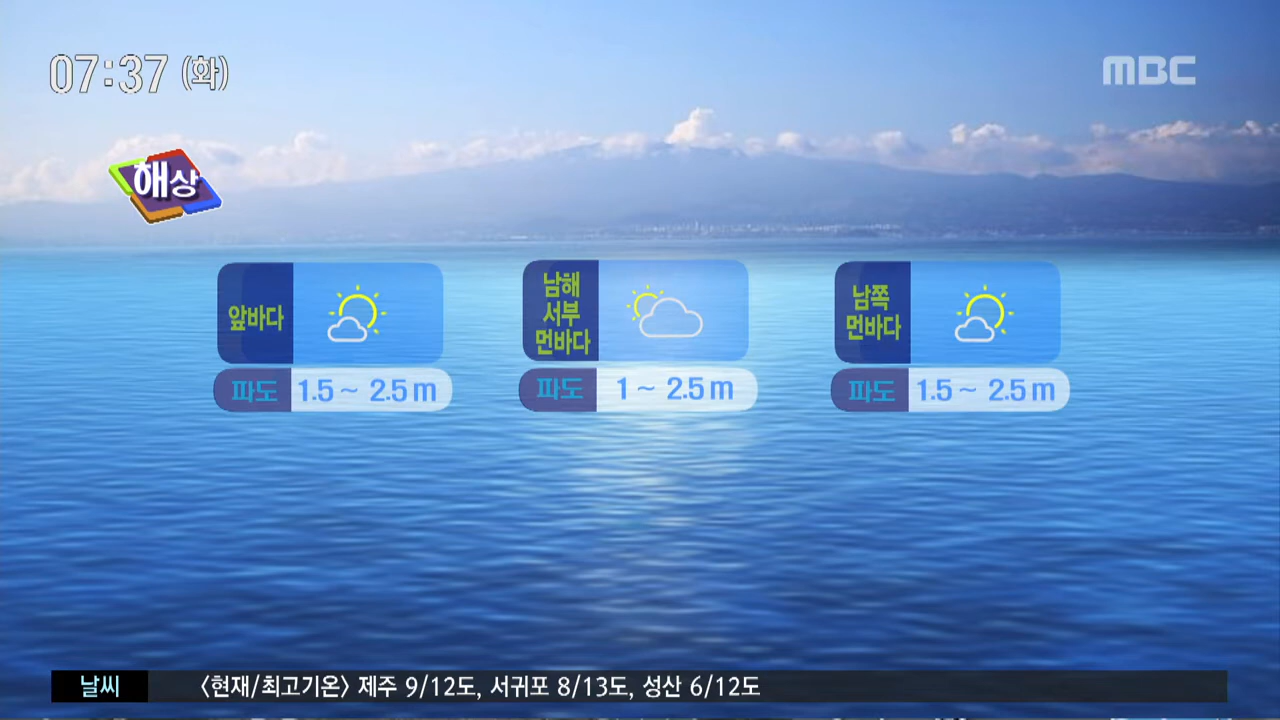 07:37 (화)
MBC
해상
앞바다
파도 1.5 ~ 2.5 m
남해
서부
먼바다
파도 1 ~ 2.5 m
남쪽
먼바다
파도 1.5 ~ 2.5 m
날씨 〈현재/최고기온〉 제주 9/12도, 서귀포 8/13도, 성산 6/12도